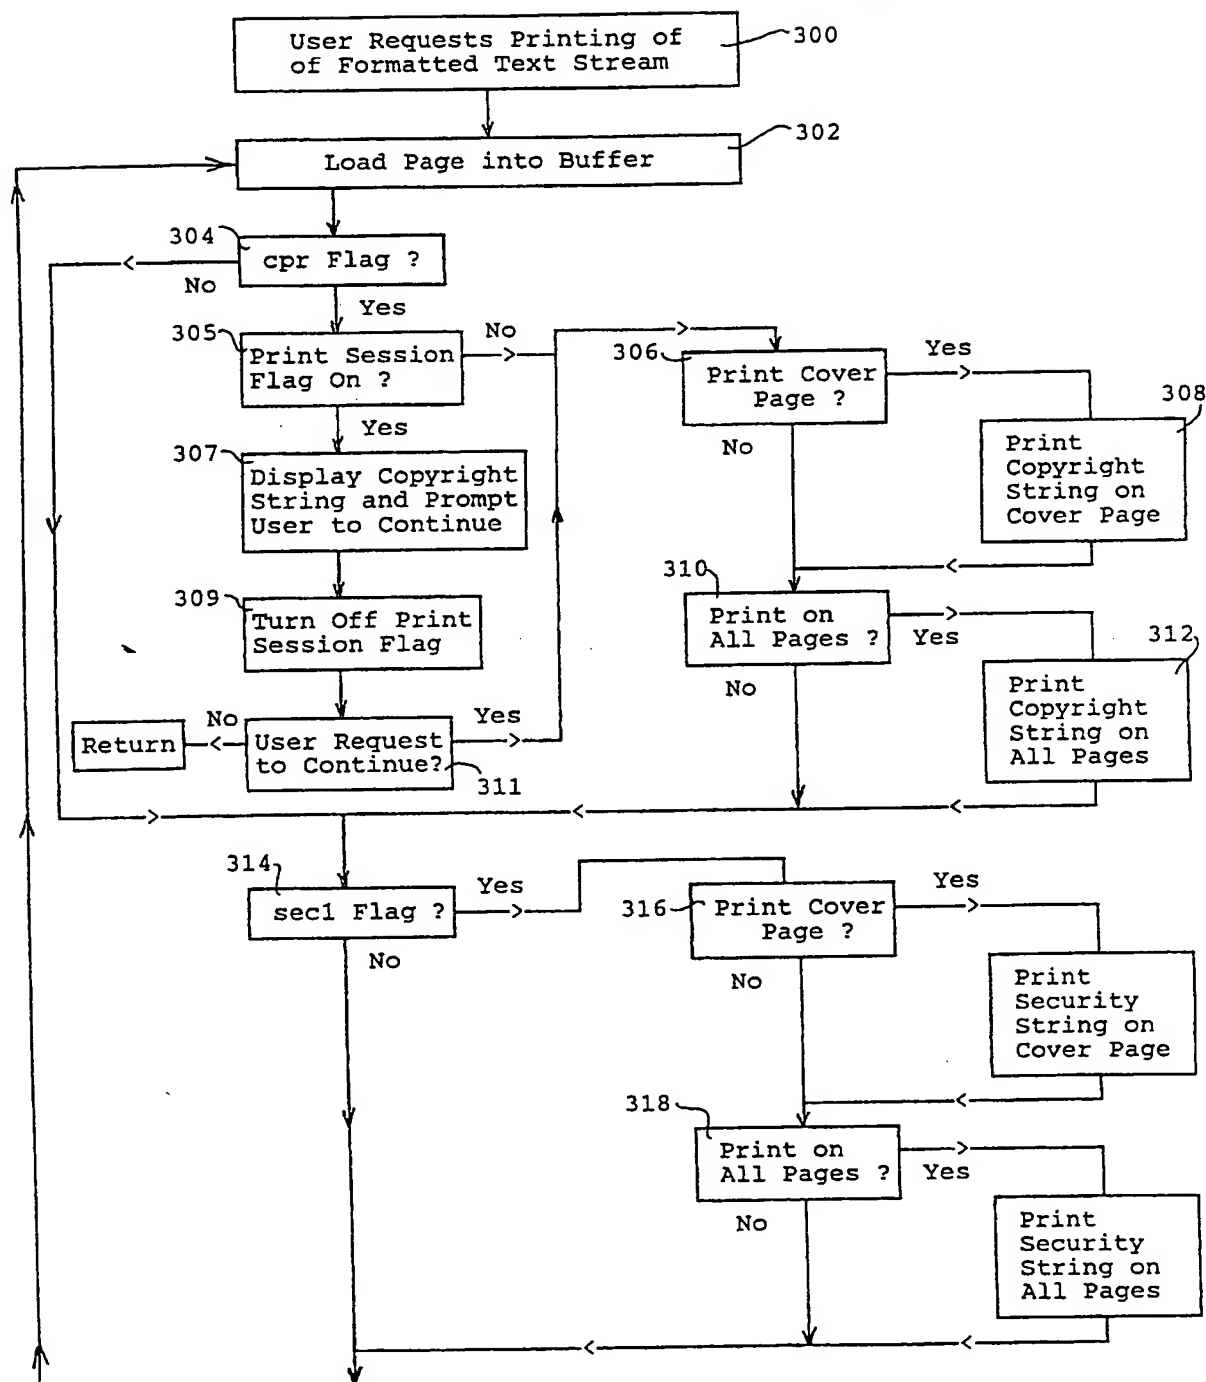 User Requests Printing of
of Formatted Text Stream
300
302
Load Page into Buffer
304
cpr Flag ?
No
Yes
305
Print Session
Flag On ?
No
Yes
306
Print Cover
Page ?
Yes
No
308
Print
Copyright
String on
Cover Page
307
Display Copyright
String and Prompt
User to Continue
309
Turn Off Print
Session Flag
310
Print on
All Pages ?
Yes
No
312
Print
Copyright
String on
All Pages
Return
No
User Request
to Continue?
Yes
311
314
sec1 Flag ?
Yes
No
316
Print Cover
Page ?
Yes
No
Print
Security
String on
Cover Page
318
Print on
All Pages ?
Yes
No
Print
Security
String on
All Pages